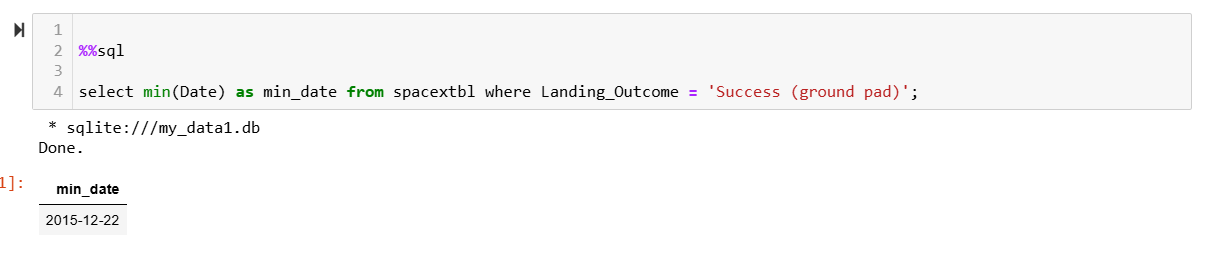 1
2 %%sql
3
4 select min(Date) as min_date from spacextbl where Landing_Outcome = 'Success (ground pad)';
* sqlite:///my_data1.db
Done.
1]:
min_date
2015-12-22